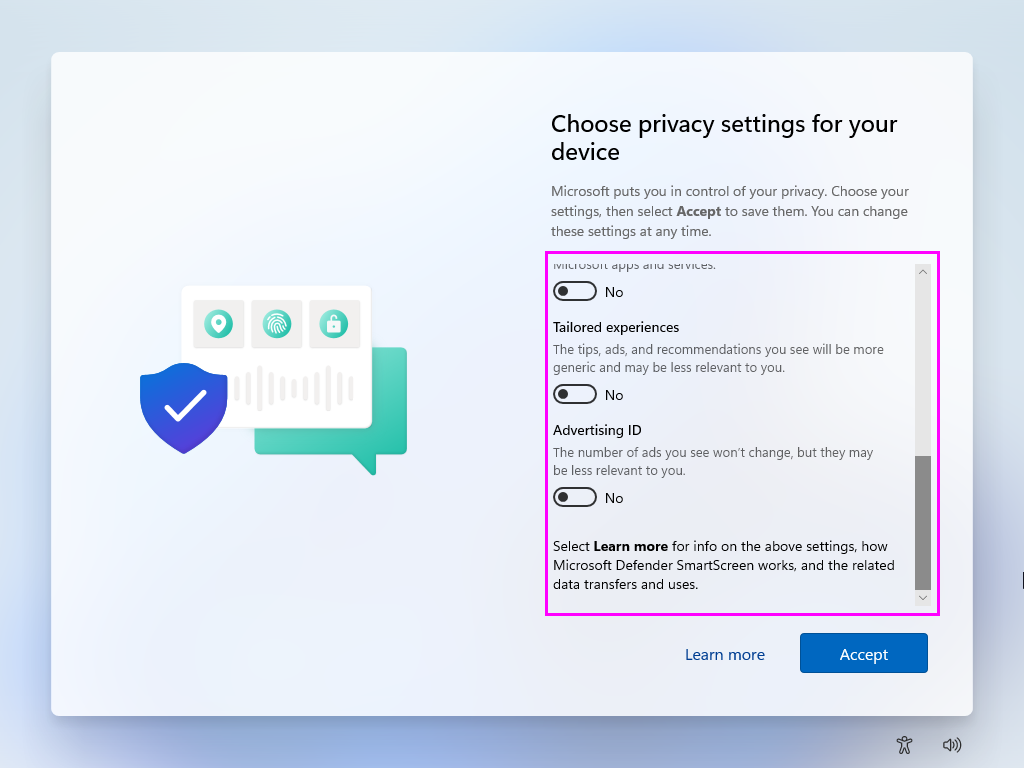 Choose privacy settings for your
device
Microsoft puts you in control of your privacy. Choose your
settings, then select Accept to save them. You can change
these settings at any time.
Microsoft apps and services.
No
Tailored experiences
The tips, ads, and recommendations you see will be more
generic and may be less relevant to you.
No
Advertising ID
The number of ads you see won't change, but they may
be less relevant to you.
No
Select Learn more for info on the above settings, how
Microsoft Defender SmartScreen works, and the related
data transfers and uses.
Learn more
Accept